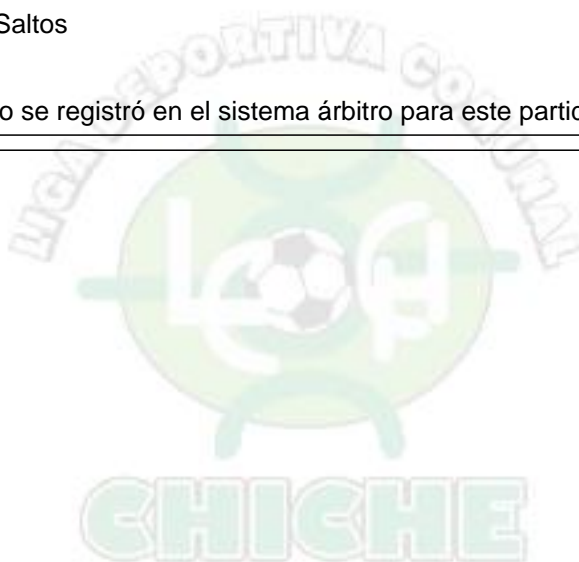 Saltos
o se registró en el sistema árbitro para este partic
LIGA DEPORTIVA COMUNAL
CHICHE